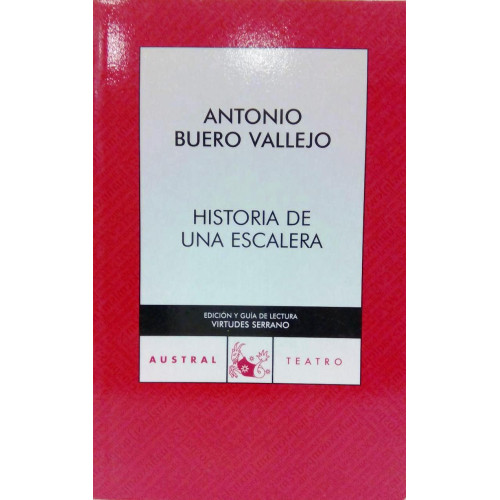 ANTONIO
BUERO VALLEJO
HISTORIA DE
UNA ESCALERA
EDICIÓN Y GUÍA DE LECTURA
VIRTUDES SERRANO
AUSTRAL TEATRO